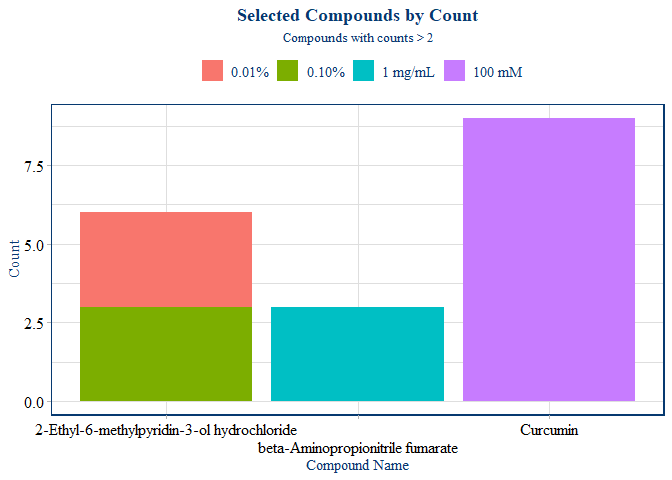 Selected Compounds by Count
Compounds with counts > 2
0.01% 0.10% 1 mg/mL 100 mM
Count
7.5
5.0
2.5
0.0
2-Ethyl-6-methylpyridin-3-ol hydrochloride
beta-Aminopropionitrile fumarate
Curcumin
Compound Name